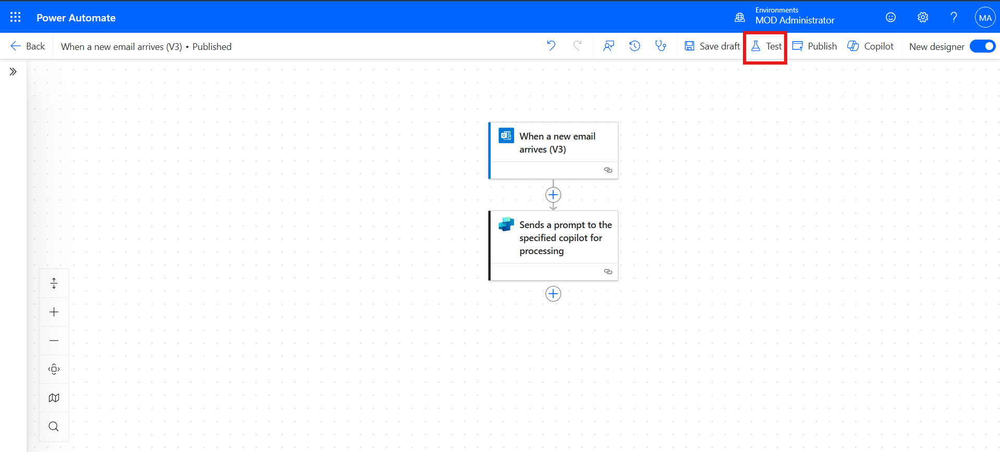 Power Automate
Environments
MOD Administrator
MA
Back
When a new email arrives (V3) • Published
Save draft
Test
Publish
Copilot
New designer
When a new email
arrives (V3)
Sends a prompt to the
specified copilot for
processing